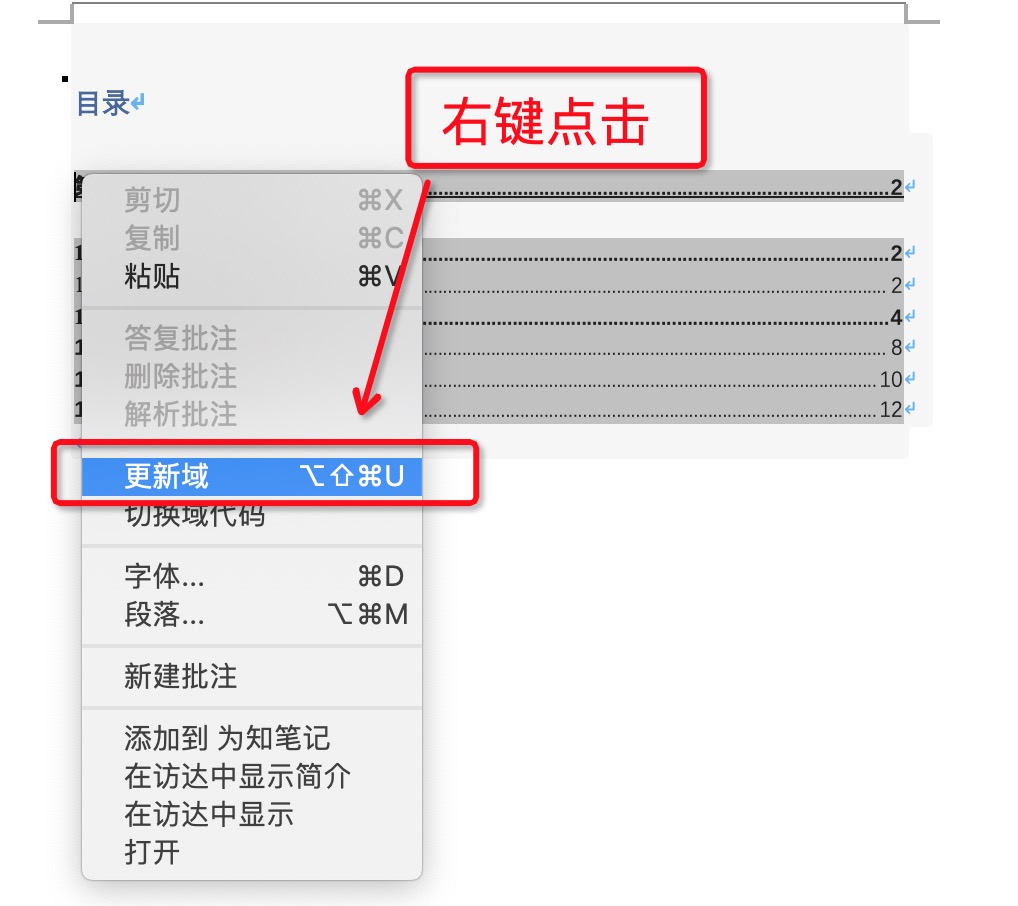 目录
右键点击
2
剪切 ⌘X
2
复制 ⌘C
2
粘贴 ⌘V
4
答复批注
8
删除批注
10
解析批注
12
更新域 ⌥⇧⌘U
切换域代码
字体... ⌘D
段落... ⌥⌘M
新建批注
添加到 为知笔记
在访达中显示简介
在访达中显示
打开